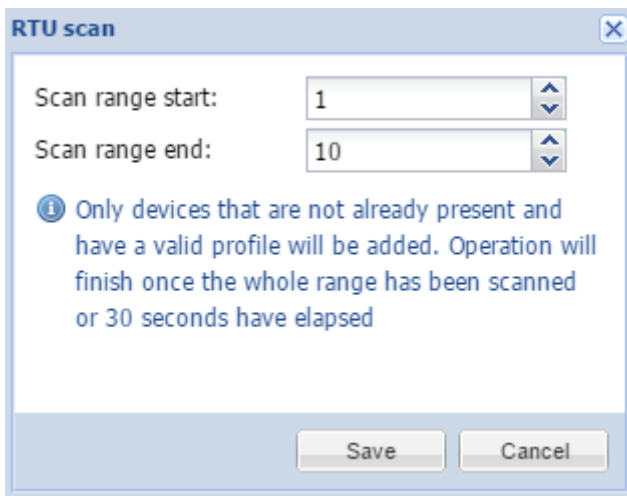 RTU scan
Scan range start: 1
Scan range end: 10
Only devices that are not already present and
have a valid profile will be added. Operation will
finish once the whole range has been scanned
or 30 seconds have elapsed
Save Cancel